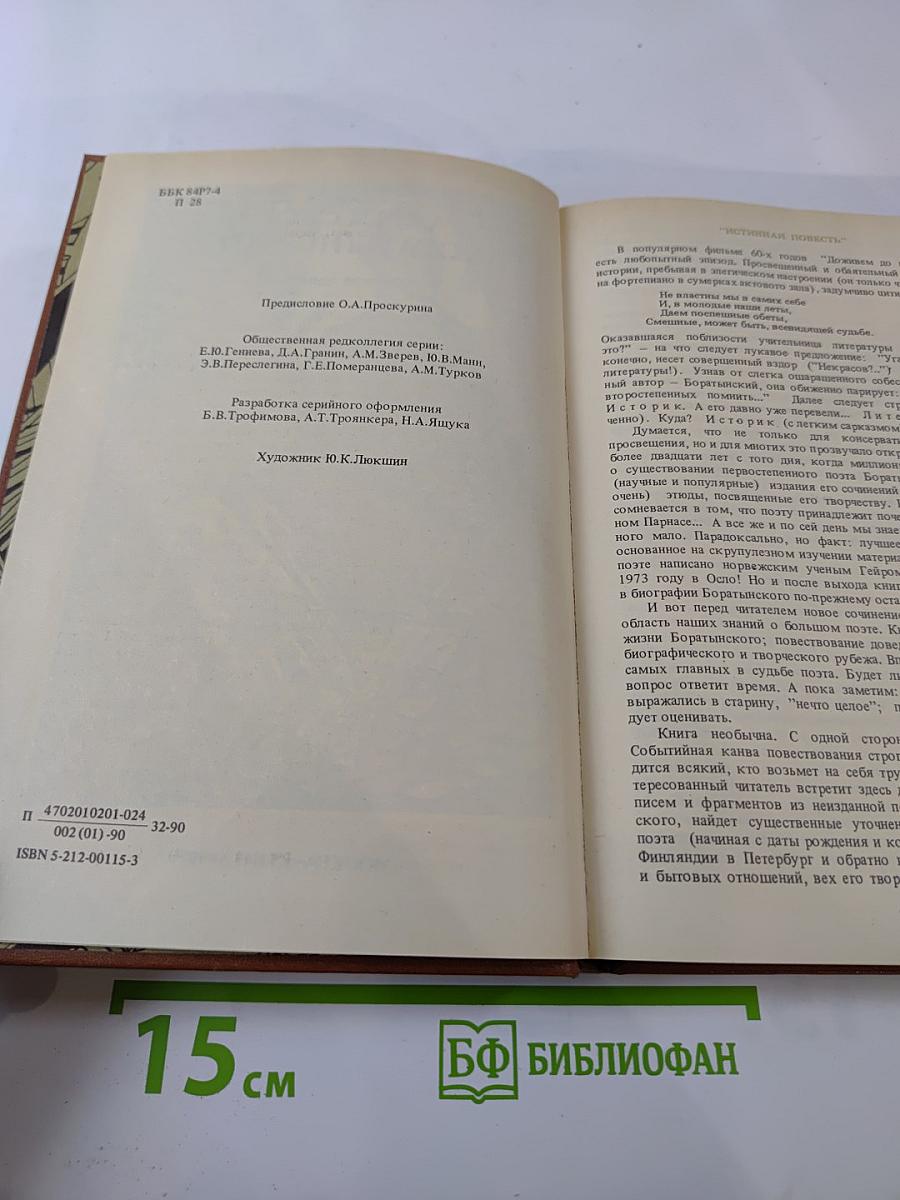 ББК 84Р7-4
П 28
Предисловие О.А.Проскурина
Общественная редколлегия серии:
Е.Ю.Гениева, Д.А.Гранин, А.М.Зверев, Ю.В.Манн,
Э.В.Переслегина, Г.Е.Померанцева, А.М.Турков
Разработка серийного оформления
Б.В.Трофимова, А.Т.Троянкера, Н.А.Ящука
Художник Ю.К.Люкшин
П 4702010201-024 32-90
002 (01) -90
ISBN 5-212-00115-3
"ИСТИННАЯ ПОВЕСТЬ"
В популярном фильме 60-х годов "Доживем до
есть любопытный эпизод. Просвещенный и обаятельный
истории, пребывая в элегическом настроении (он только
на фортепиано в сумерках актового зала), задумчиво
Не властны мы в самих себе
И, в молодые наши леты,
Даем поспешные обеты,
Смешные, может быть, всевидящей судьбе.
Оказавшаяся поблизости учительница литературы
это?" — на что следует лукавое предложение:
конечно, несет совершенный вздор ("Некрасов?..")
литературы!). Узнав от слегка ошарашенного
ный автор — Боратынский, она обиженно парирует:
второстепенных помнить..." Далее следует
Историк. А его давно уже перевели...
ченно). Куда? Историк (с легким сарказмом
Думается, что не только для
просвещения, но и для многих это прозвучало
более двадцати лет с того дня, когда
о существовании первостепенного поэта
(научные и популярные) издания его сочинений
очень) этюды, посвященные его творчеству.
сомневается в том, что поэту принадлежит
ном Парнасе... А все же и по сей день мы
ного мало. Парадоксально, но факт: лучшее
основанное на скрупулезном изучении
поэте написано норвежским ученым Гейром
1973 году в Осло! Но и после выхода
в биографии Боратынского по-прежнему
И вот перед читателем новое сочинение
область наших знаний о большом поэте.
жизни Боратынского; повествование
биографического и творческого рубежа.
самых главных в судьбе поэта. Будет
вопрос ответит время. А пока заметим:
выражались в старину, "нечто целое";
дует оценивать.
Книга необычна. С одной
Событийная канва повествования
дится всякий, кто возьмет на себя
тересованный читатель встретит здесь
писем и фрагментов из неизданной
ского, найдет существенные
поэта (начиная с даты рождения и
Финляндии в Петербург и обратно
и бытовых отношений, вех его
15 см
БФ БИБЛИОФАН